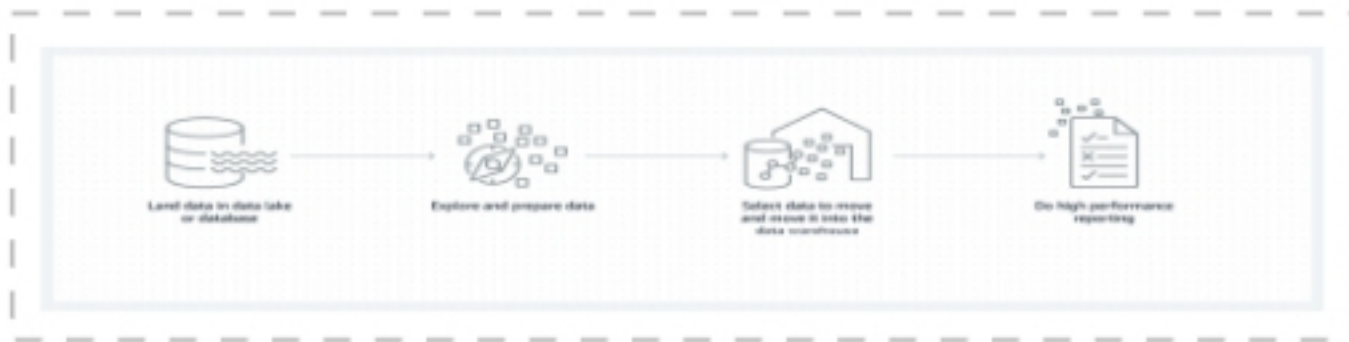 Land data in data lake
or database
Explore and prepare data
Select data to move
and move it into the
data warehouse
Do high performance
reporting